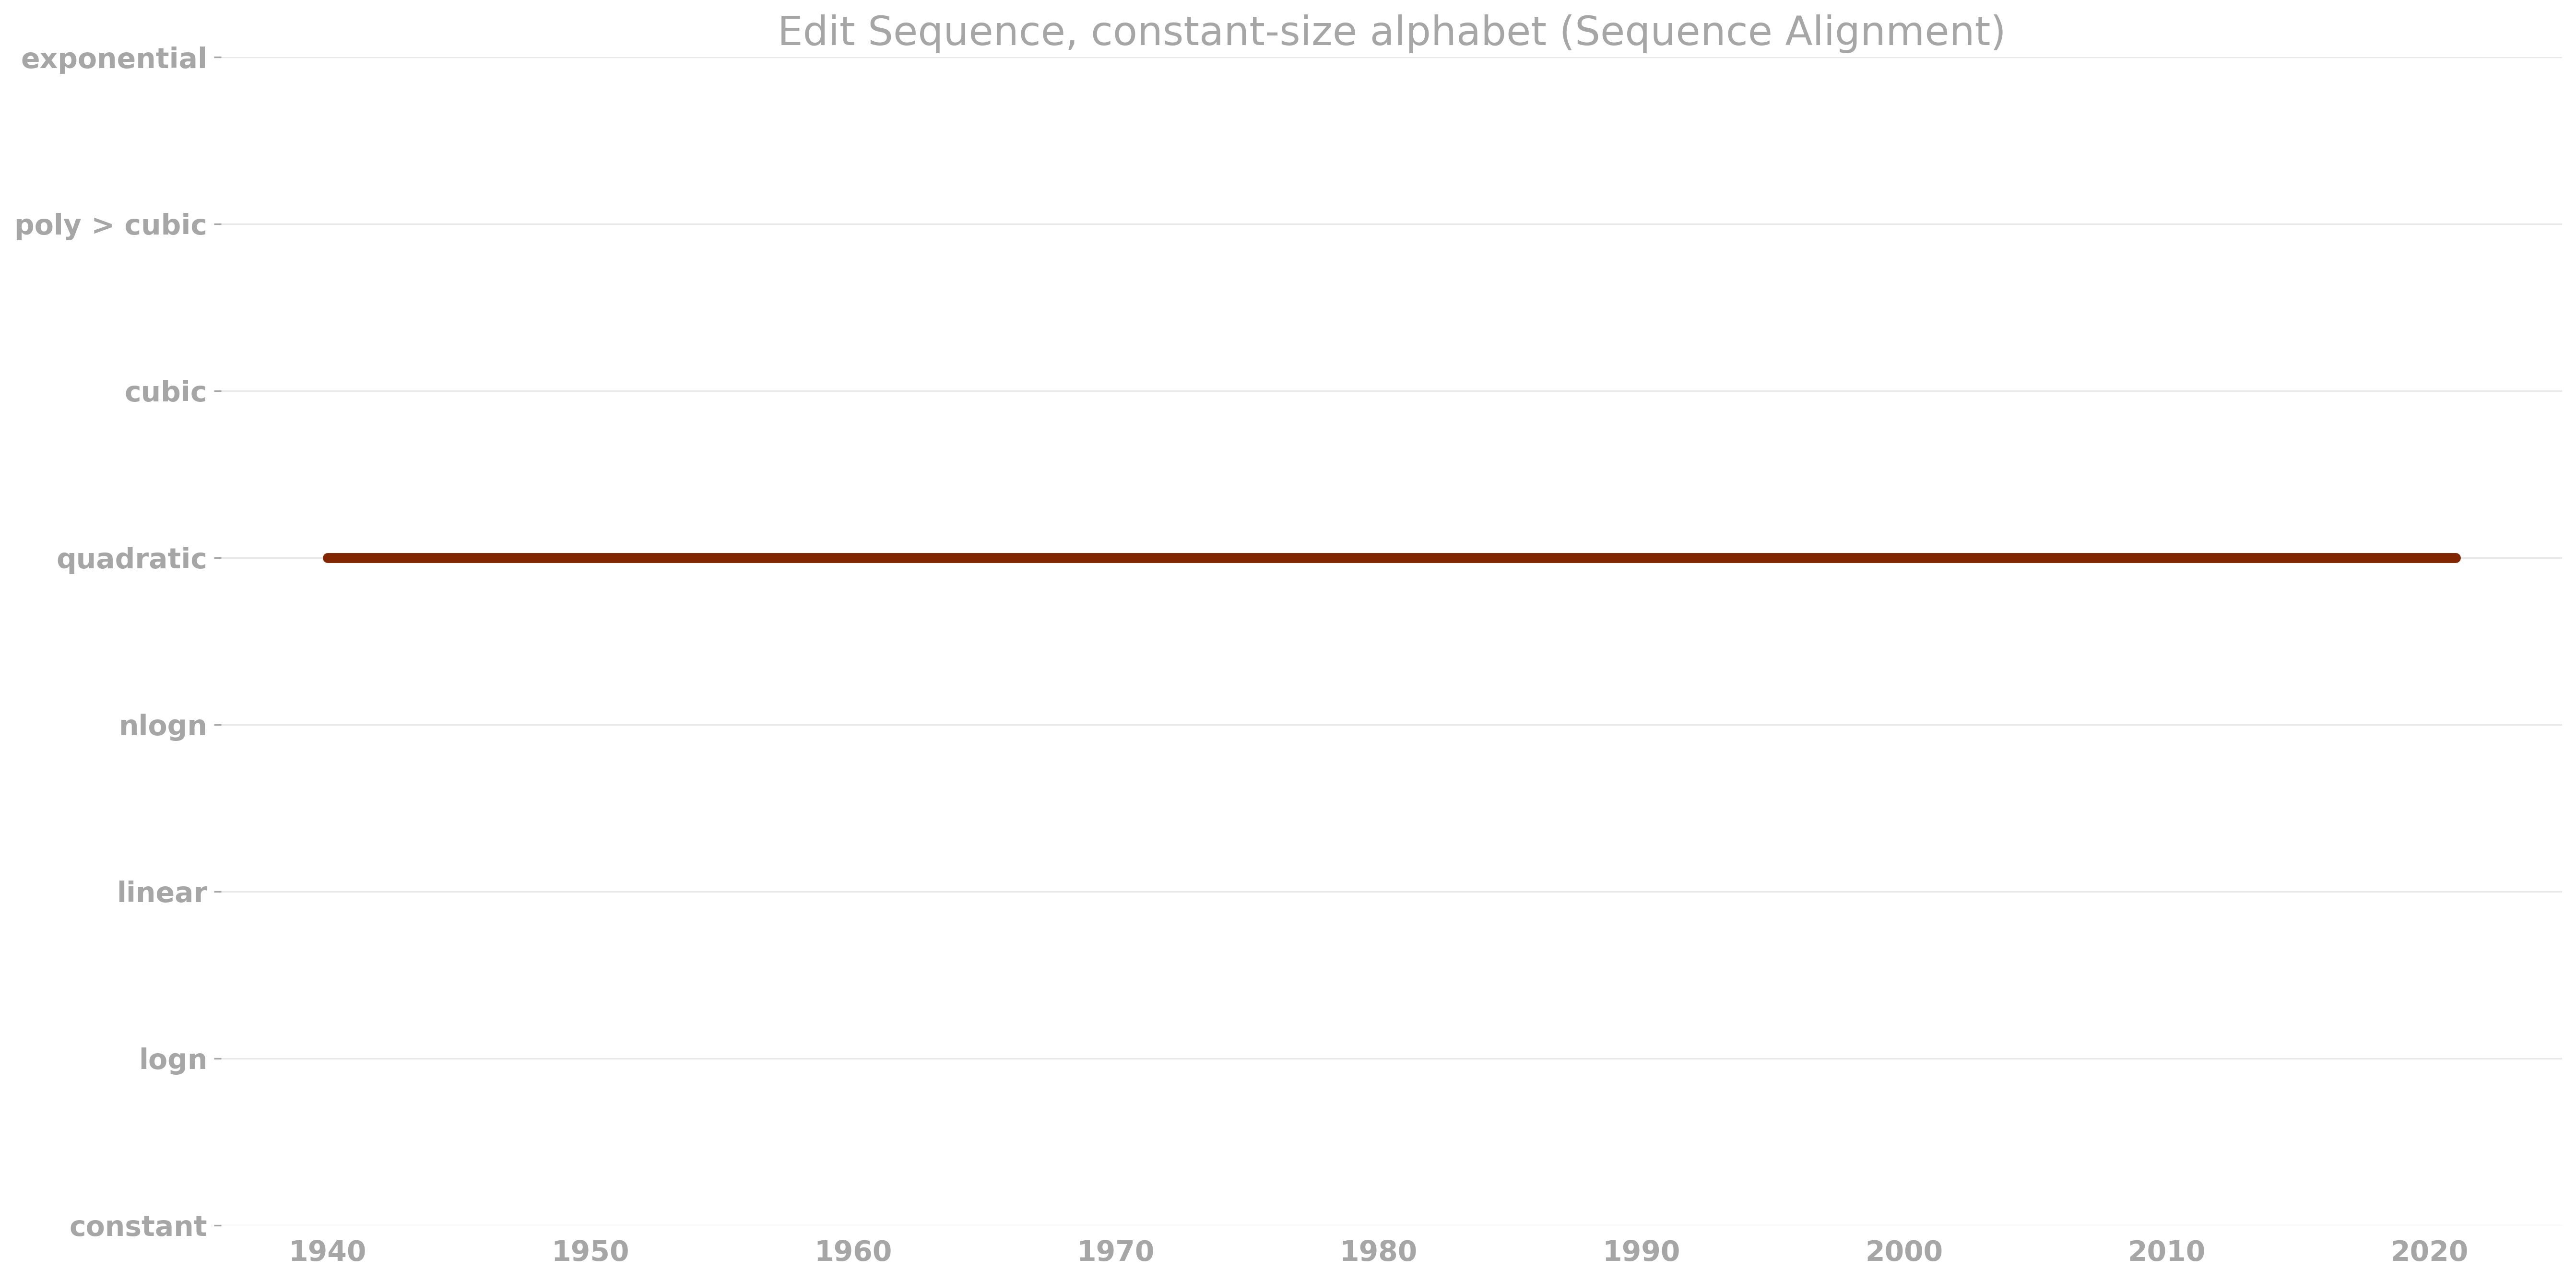 Edit Sequence, constant-size alphabet (Sequence Alignment)
exponential
poly > cubic
cubic
quadratic
nlogn
linear
logn
constant
1940 1950 1960 1970 1980 1990 2000 2010 2020